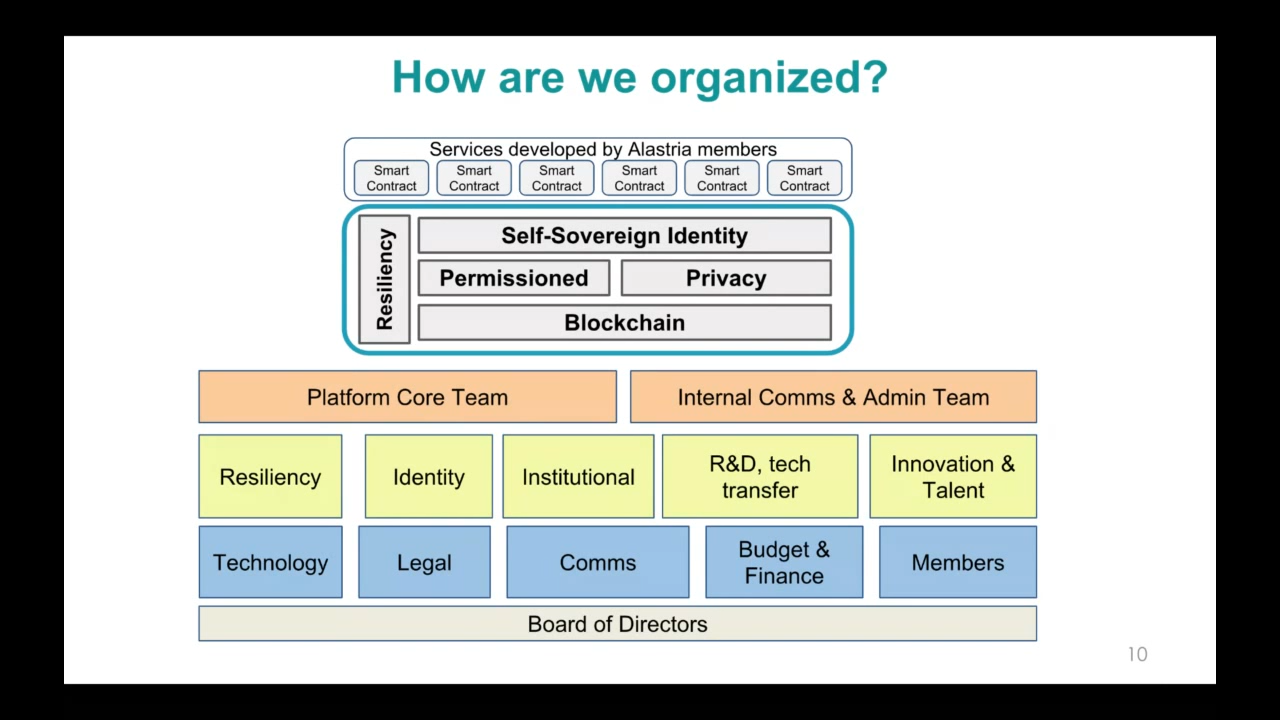 How are we organized?
Services developed by Alastria members
Smart Contract
Smart Contract
Smart Contract
Smart Contract
Smart Contract
Smart Contract
Resiliency
Self-Sovereign Identity
Permissioned
Privacy
Blockchain
Platform Core Team
Internal Comms & Admin Team
Resiliency
Identity
Institutional
R&D, tech
transfer
Innovation &
Talent
Technology
Legal
Comms
Budget &
Finance
Members
Board of Directors
10